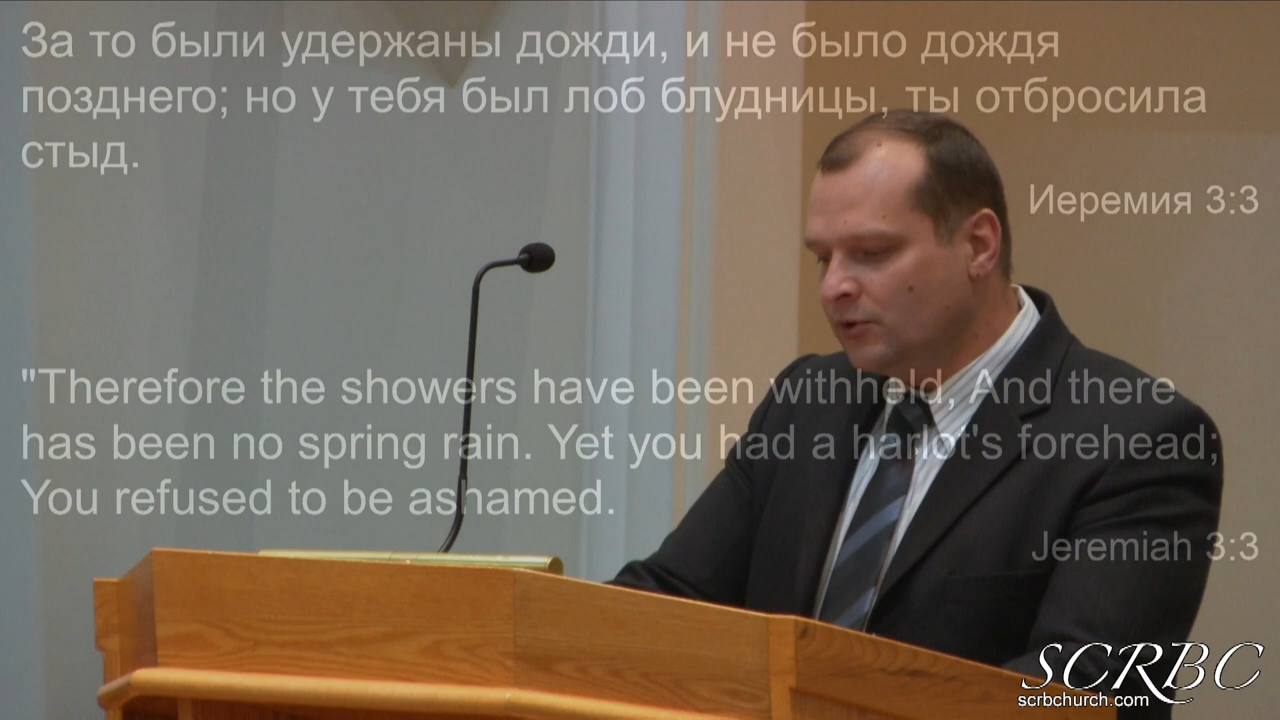 За то были удержаны дожди, и не было дождя
позднего; но у тебя был лоб блудницы, ты отбросила
стыд.
Иеремия 3:3
"Therefore the showers have been withheld, And there
has been no spring rain. Yet you had a harlot's forehead;
You refused to be ashamed.
Jeremiah 3:3
SCRBC
scrbchurch.com